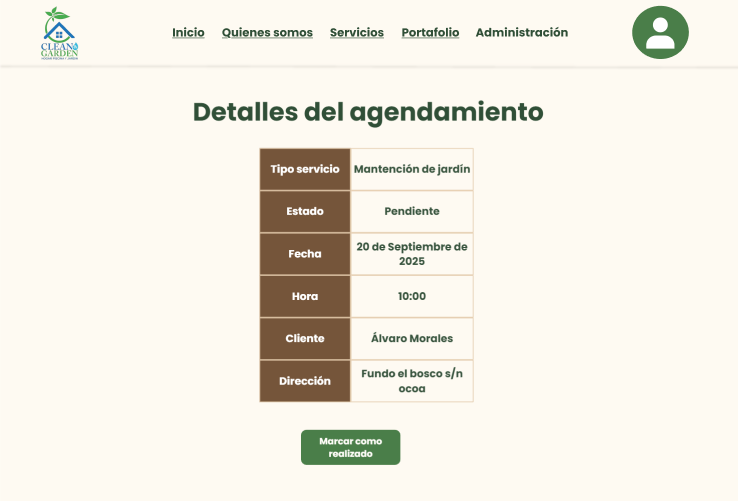 CLEAN
GARDEN
Inicio Quienes somos Servicios Portafolio Administración
Detalles del agendamiento
Tipo servicio Mantención de jardín
Estado Pendiente
Fecha 20 de Septiembre de
2025
Hora 10:00
Cliente Álvaro Morales
Dirección Fundo el bosco s/n
ocoa
Marcar como
realizado